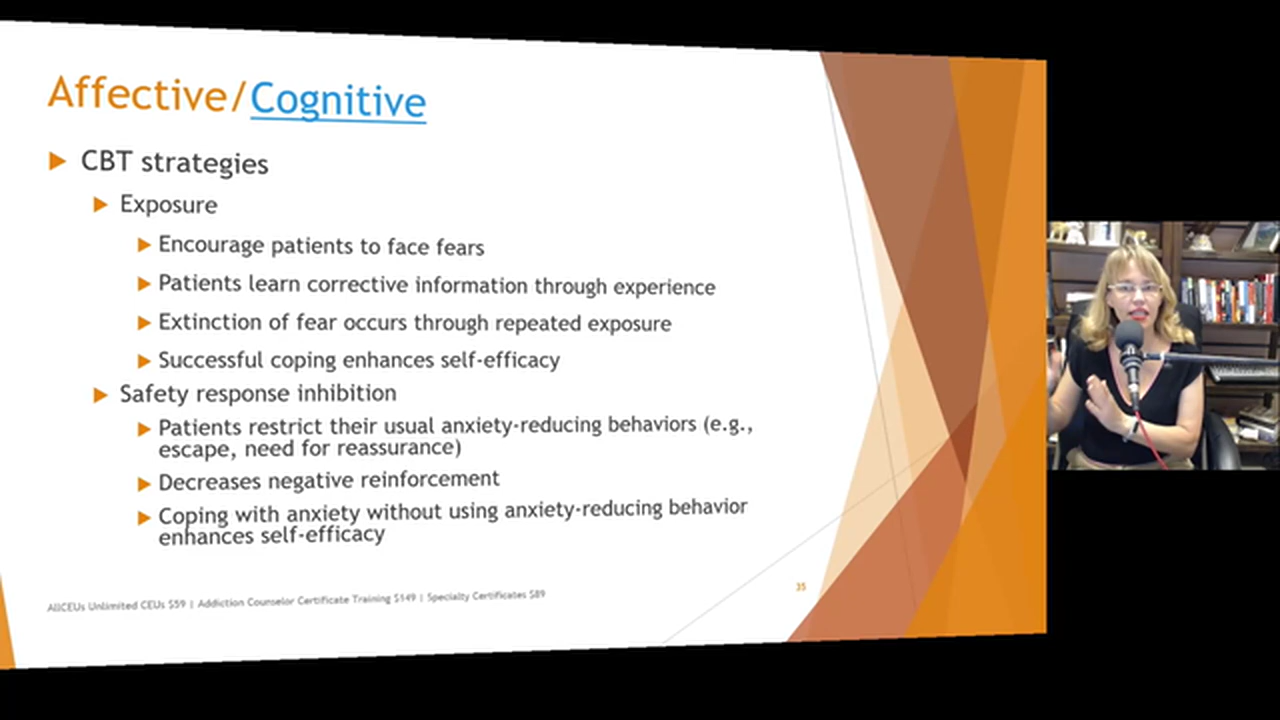 Affective/Cognitive
CBT strategies
Exposure
Encourage patients to face fears
Patients learn corrective information through experience
Extinction of fear occurs through repeated exposure
Successful coping enhances self-efficacy
Safety response inhibition
Patients restrict their usual anxiety-reducing behaviors (e.g.,
escape, need for reassurance)
Decreases negative reinforcement
Coping with anxiety without using anxiety-reducing behavior
enhances self-efficacy
AllCEUs Unlimited CEUs $59 | Addiction Counselor Certificate Training $149 | Specialty Certificates $89
35